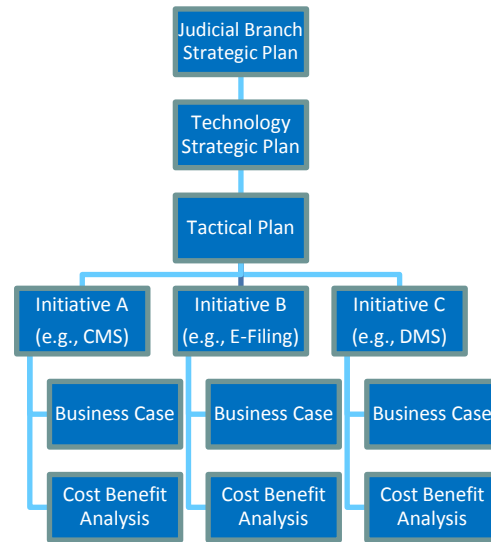 Judicial Branch
Strategic Plan
Technology
Strategic Plan
Tactical Plan
Initiative A
(e.g., CMS)
Initiative B
(e.g., E-Filing)
Initiative C
(e.g., DMS)
Business Case
Business Case
Business Case
Cost Benefit
Analysis
Cost Benefit
Analysis
Cost Benefit
Analysis